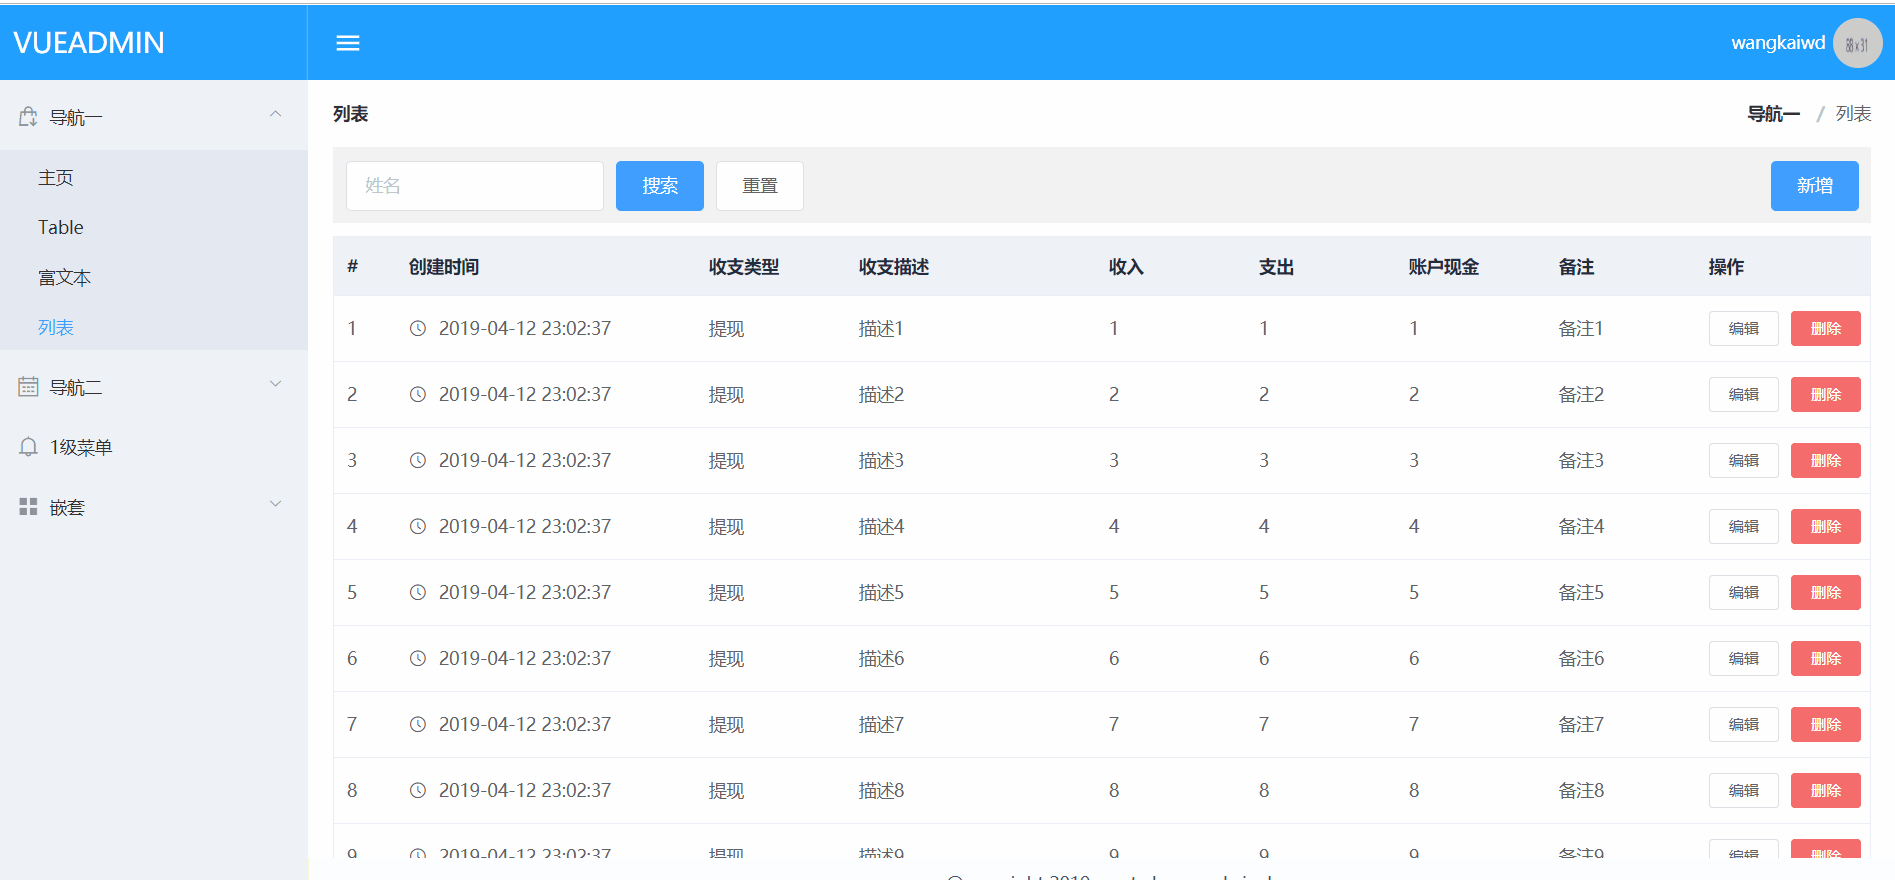 VUEADMIN
wangkaiwd
88 x 31
导航一
主页
Table
富文本
列表
导航二
1级菜单
嵌套
列表
导航一 / 列表
姓名 搜索 重置 新增
# 创建时间 收支类型 收支描述 收入 支出 账户现金 备注 操作
1 2019-04-12 23:02:37 提现 描述1 1 1 1 备注1 编辑 删除
2 2019-04-12 23:02:37 提现 描述2 2 2 2 备注2 编辑 删除
3 2019-04-12 23:02:37 提现 描述3 3 3 3 备注3 编辑 删除
4 2019-04-12 23:02:37 提现 描述4 4 4 4 备注4 编辑 删除
5 2019-04-12 23:02:37 提现 描述5 5 5 5 备注5 编辑 删除
6 2019-04-12 23:02:37 提现 描述6 6 6 6 备注6 编辑 删除
7 2019-04-12 23:02:37 提现 描述7 7 7 7 备注7 编辑 删除
8 2019-04-12 23:02:37 提现 描述8 8 8 8 备注8 编辑 删除
9 2019-04-12 23:02:37 提现 描述9 9 9 9 备注9 编辑 删除